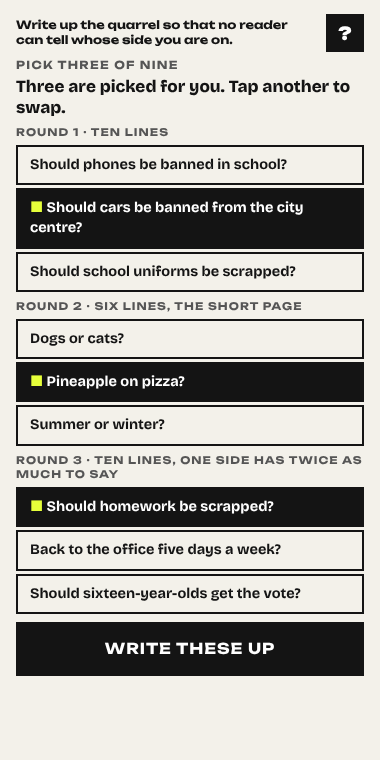 Write up the quarrel so that no reader
can tell whose side you are on.
?
PICK THREE OF NINE
Three are picked for you. Tap another to
swap.
ROUND 1 · TEN LINES
Should phones be banned in school?
Should cars be banned from the city
centre?
Should school uniforms be scrapped?
ROUND 2 · SIX LINES, THE SHORT PAGE
Dogs or cats?
Pineapple on pizza?
Summer or winter?
ROUND 3 · TEN LINES, ONE SIDE HAS TWICE AS
MUCH TO SAY
Should homework be scrapped?
Back to the office five days a week?
Should sixteen-year-olds get the vote?
WRITE THESE UP